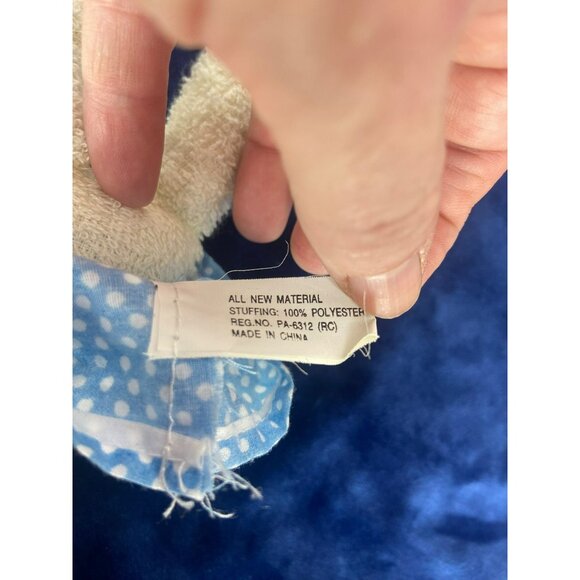 ALL NEW MATERIAL
STUFFING: 100% POLYESTER
REG.NO. PA-6312 (RC)
MADE IN CHINA